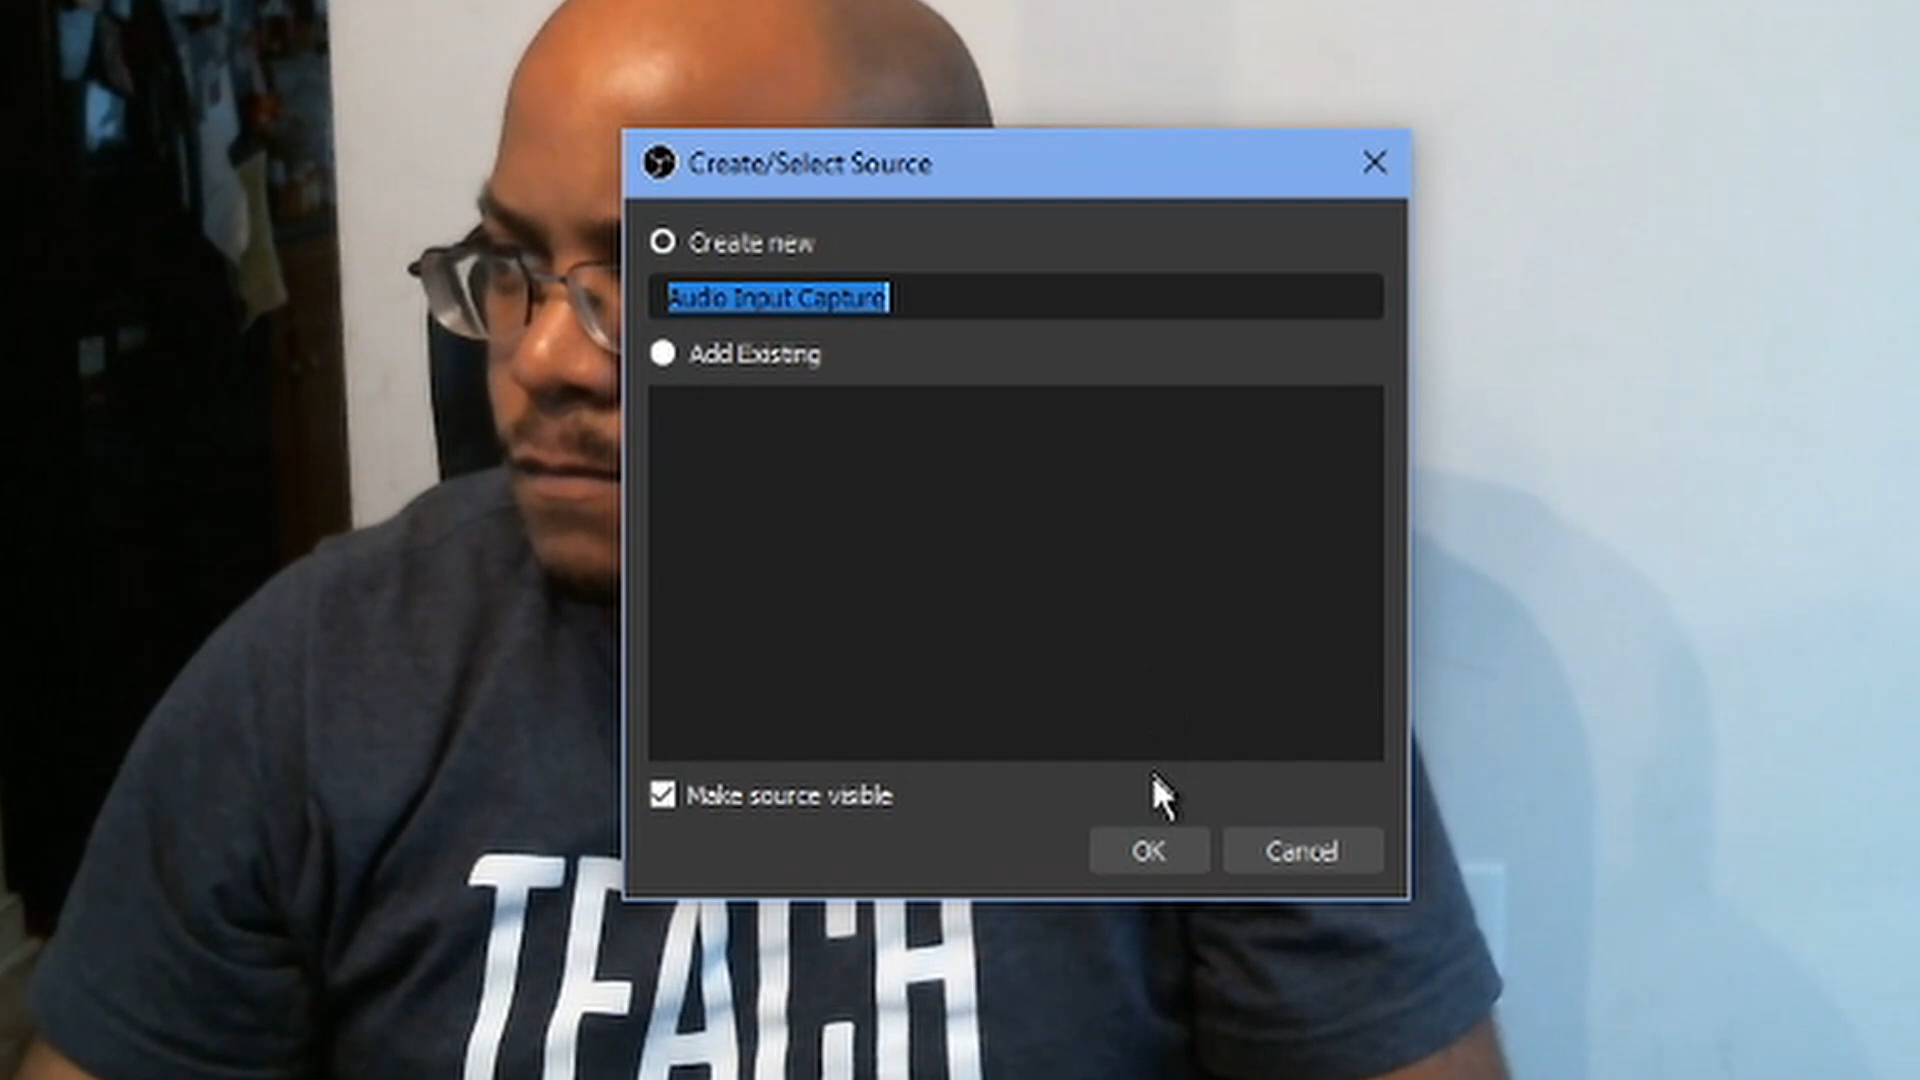 Create/Select Source
Create new
Audio Input Capture
Add Existing
Make source visible
OK
Cancel
TEACH